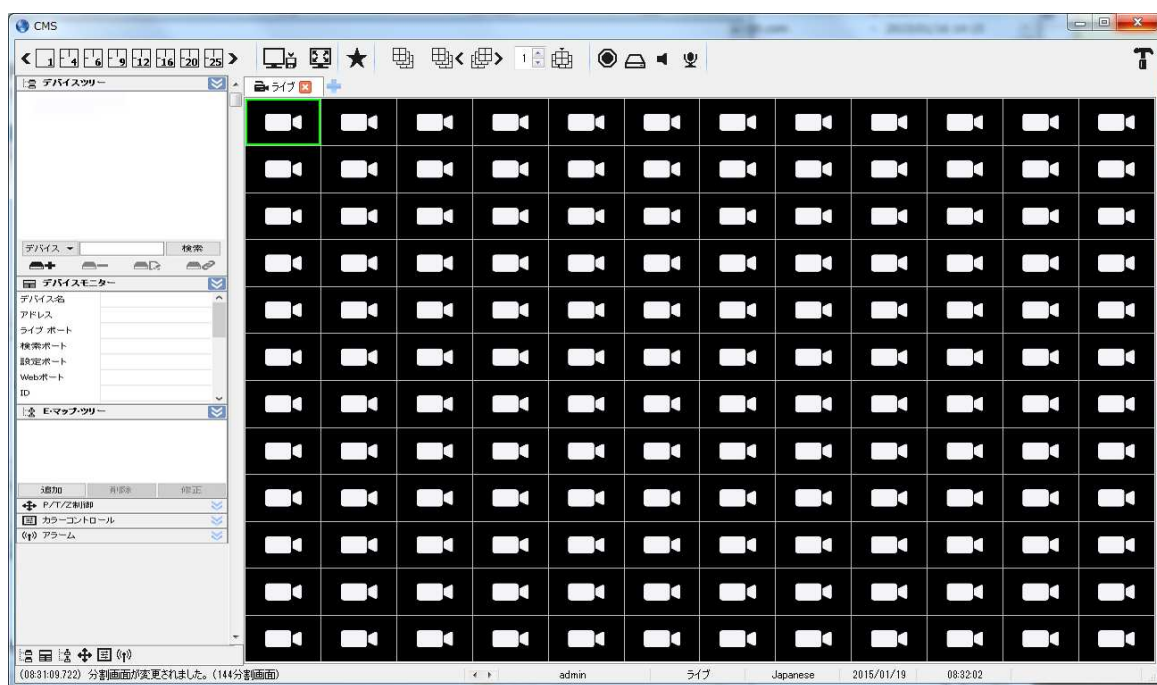 CMS
1 4 6 9 12 16 20 25
1
デバイスツリー
ライブ
デバイス
検索
デバイスモニター
デバイス名
アドレス
ライブ ポート
検索ポート
設定ポート
Webポート
ID
E-マップ・ツリー
追加 削除 修正
P/T/Z制御
カラーコントロール
アラーム
(08:31:09.722) 分割画面が変更されました。(144分割画面) admin ライブ Japanese 2015/01/19 08:32:02